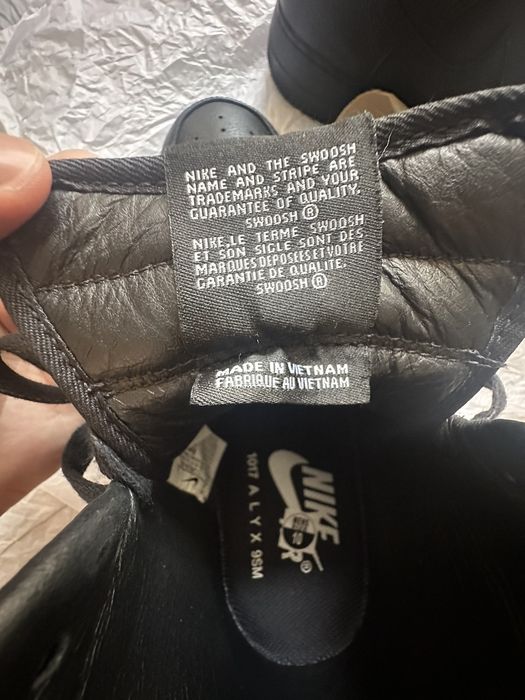 NIKE AND THE SWOOSH
NAME AND STRIPE ARE
TRADEMARKS AND YOUR
GUARANTEE OF QUALITY.
SWOOSH ®
NIKE, LE TERME SWOOSH
ET SON SIGLE SONT DES
MARQUES DEPOSEES ET VOTRE
GARANTIE DE QUALITE.
SWOOSH ®
MADE IN VIETNAM
FABRIQUE AU VIETNAM
NIKE
R®
1017 A L Y X 9SM